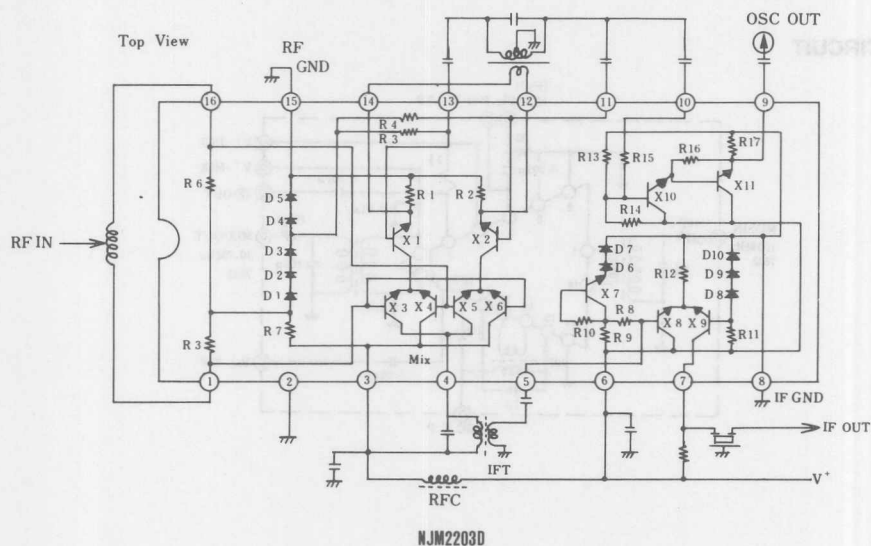 CIRCUIT
Top View
RF
GND
OSC OUT
16
15
14
13
12
11
10
9
R4
R3
R6
D5
D4
D3
D2
D1
R7
R1
R2
X1
X2
X3
X4
X5
X6
Mix
R13
R15
R16
R17
X10
X11
R14
D7
D6
X7
R12
D10
D9
D8
R10
R8
R9
X8
X9
R11
RF IN
R3
1
2
3
4
5
6
7
8
IF GND
IF OUT
IFT
RFC
V+
NJM2203D